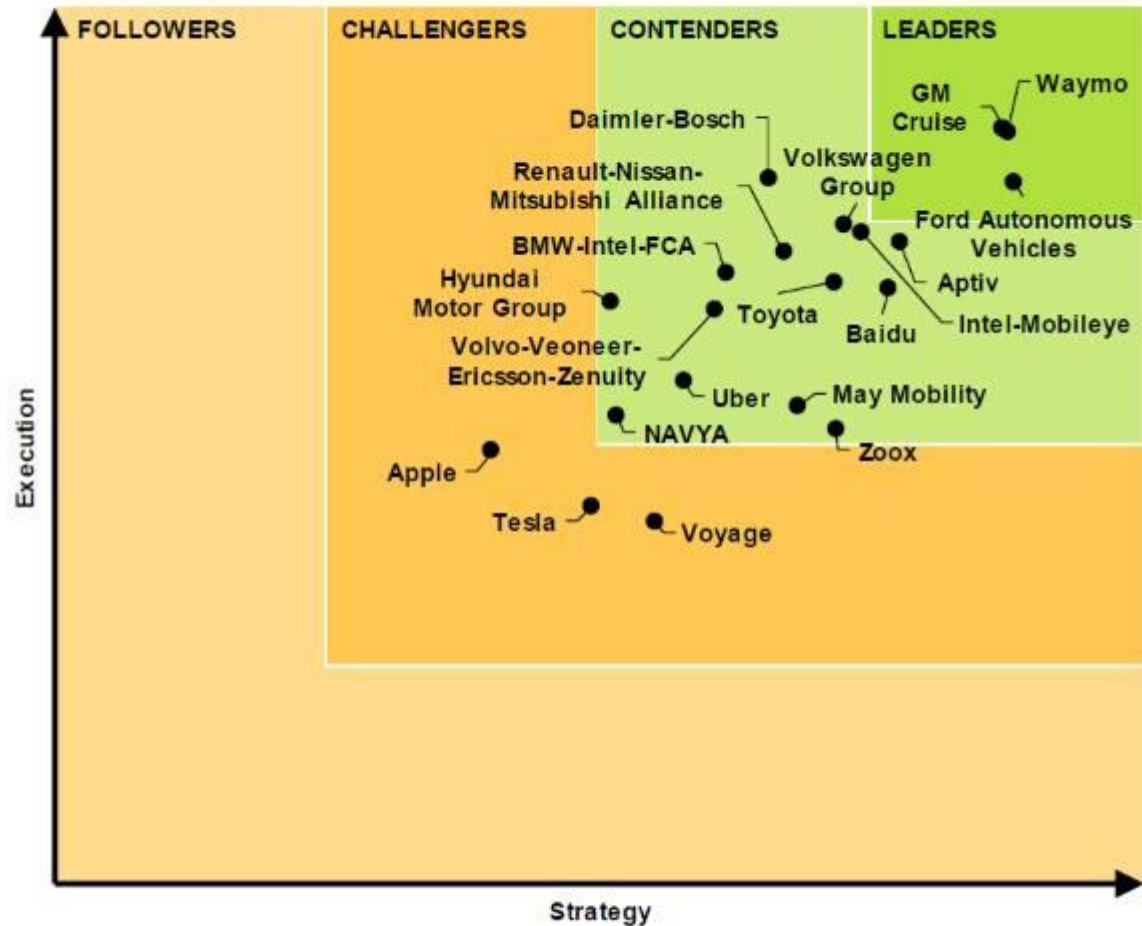 FOLLOWERS
CHALLENGERS
CONTENDERS
LEADERS
Waymo
GM
Cruise
Daimler-Bosch
Volkswagen
Group
Renault-Nissan-
Mitsubishi Alliance
Ford Autonomous
Vehicles
BMW-Intel-FCA
Aptiv
Hyundai
Motor Group
Toyota
Baidu
Intel-Mobileye
Volvo-Veoneer-
Ericsson-Zenuity
Uber
May Mobility
NAVYA
Zoox
Apple
Tesla
Voyage
Execution
Strategy